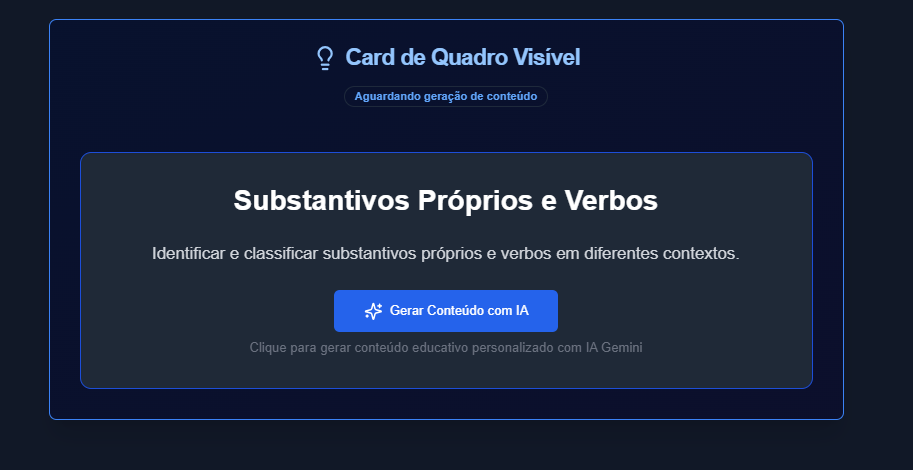 Card de Quadro Visível
Aguardando geração de conteúdo
Substantivos Próprios e Verbos
Identificar e classificar substantivos próprios e verbos em diferentes contextos.
Gerar Conteúdo com IA
Clique para gerar conteúdo educativo personalizado com IA Gemini